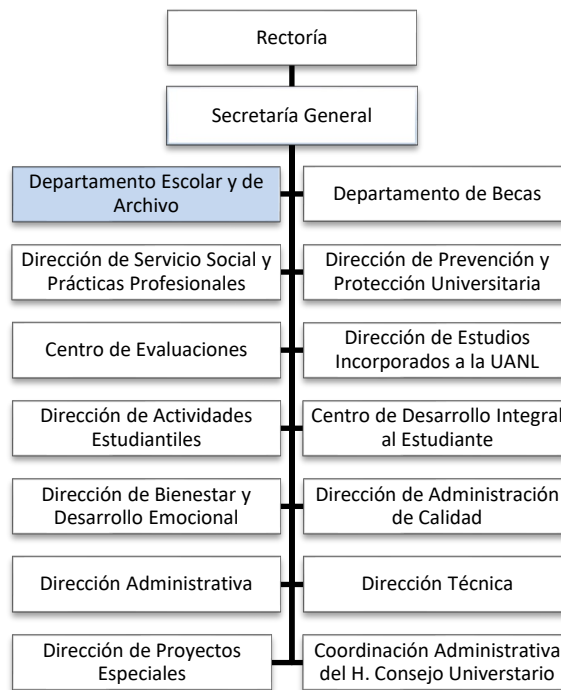 Rectoría
Secretaría General
Departamento Escolar y de
Archivo
Departamento de Becas
Dirección de Servicio Social y
Prácticas Profesionales
Dirección de Prevención y
Protección Universitaria
Centro de Evaluaciones
Dirección de Estudios
Incorporados a la UANL
Dirección de Actividades
Estudiantiles
Centro de Desarrollo Integral
al Estudiante
Dirección de Bienestar y
Desarrollo Emocional
Dirección de Administración
de Calidad
Dirección Administrativa
Dirección Técnica
Dirección de Proyectos
Especiales
Coordinación Administrativa
del H. Consejo Universtario